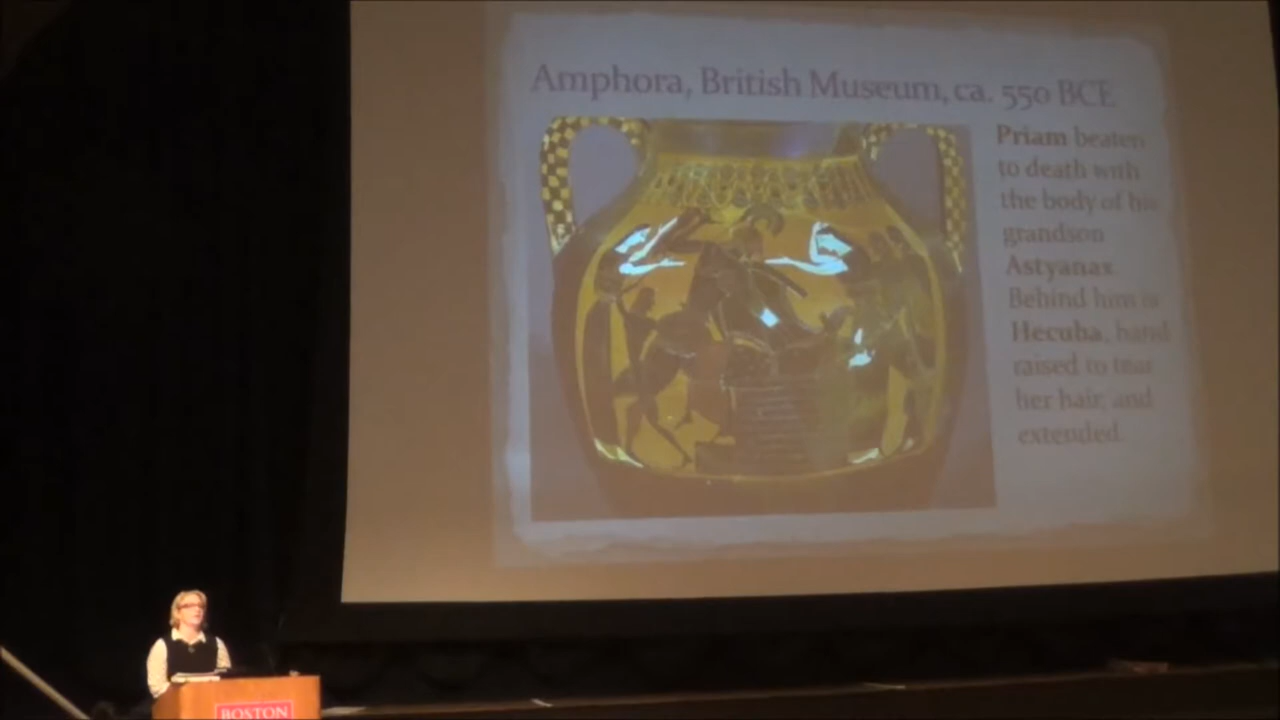 Amphora, British Museum, ca. 550 BCE
Priam beaten
to death with
the body of his
grandson
Astyanax.
Behind him is
Hecuba, hand
raised to tear
her hair, and
extended.
BOSTON